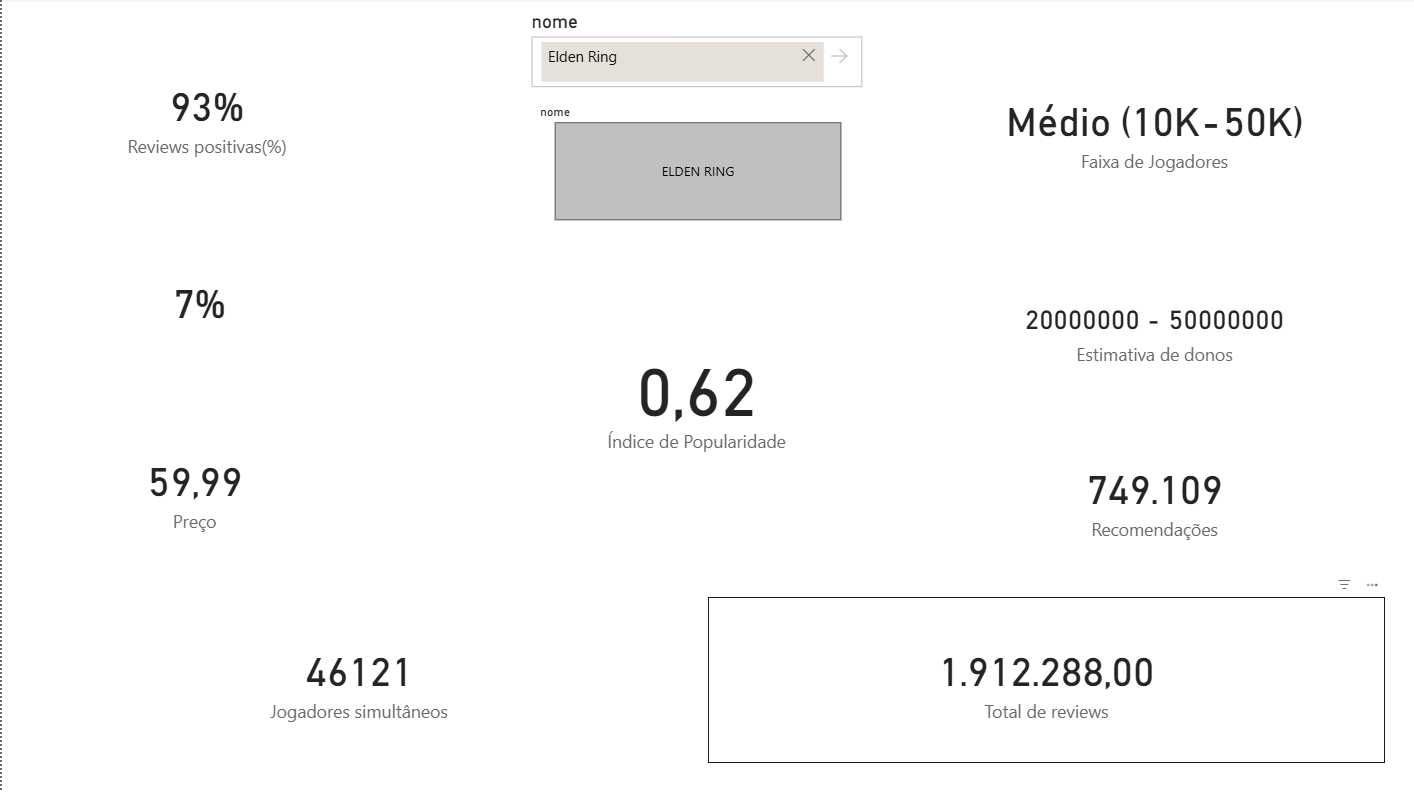 nome
Elden Ring
nome
ELDEN RING
93%
Reviews positivas(%)
Médio (10K-50K)
Faixa de Jogadores
7%
20000000 - 50000000
Estimativa de donos
0,62
Índice de Popularidade
59,99
Preço
749.109
Recomendações
46121
Jogadores simultâneos
1.912.288,00
Total de reviews